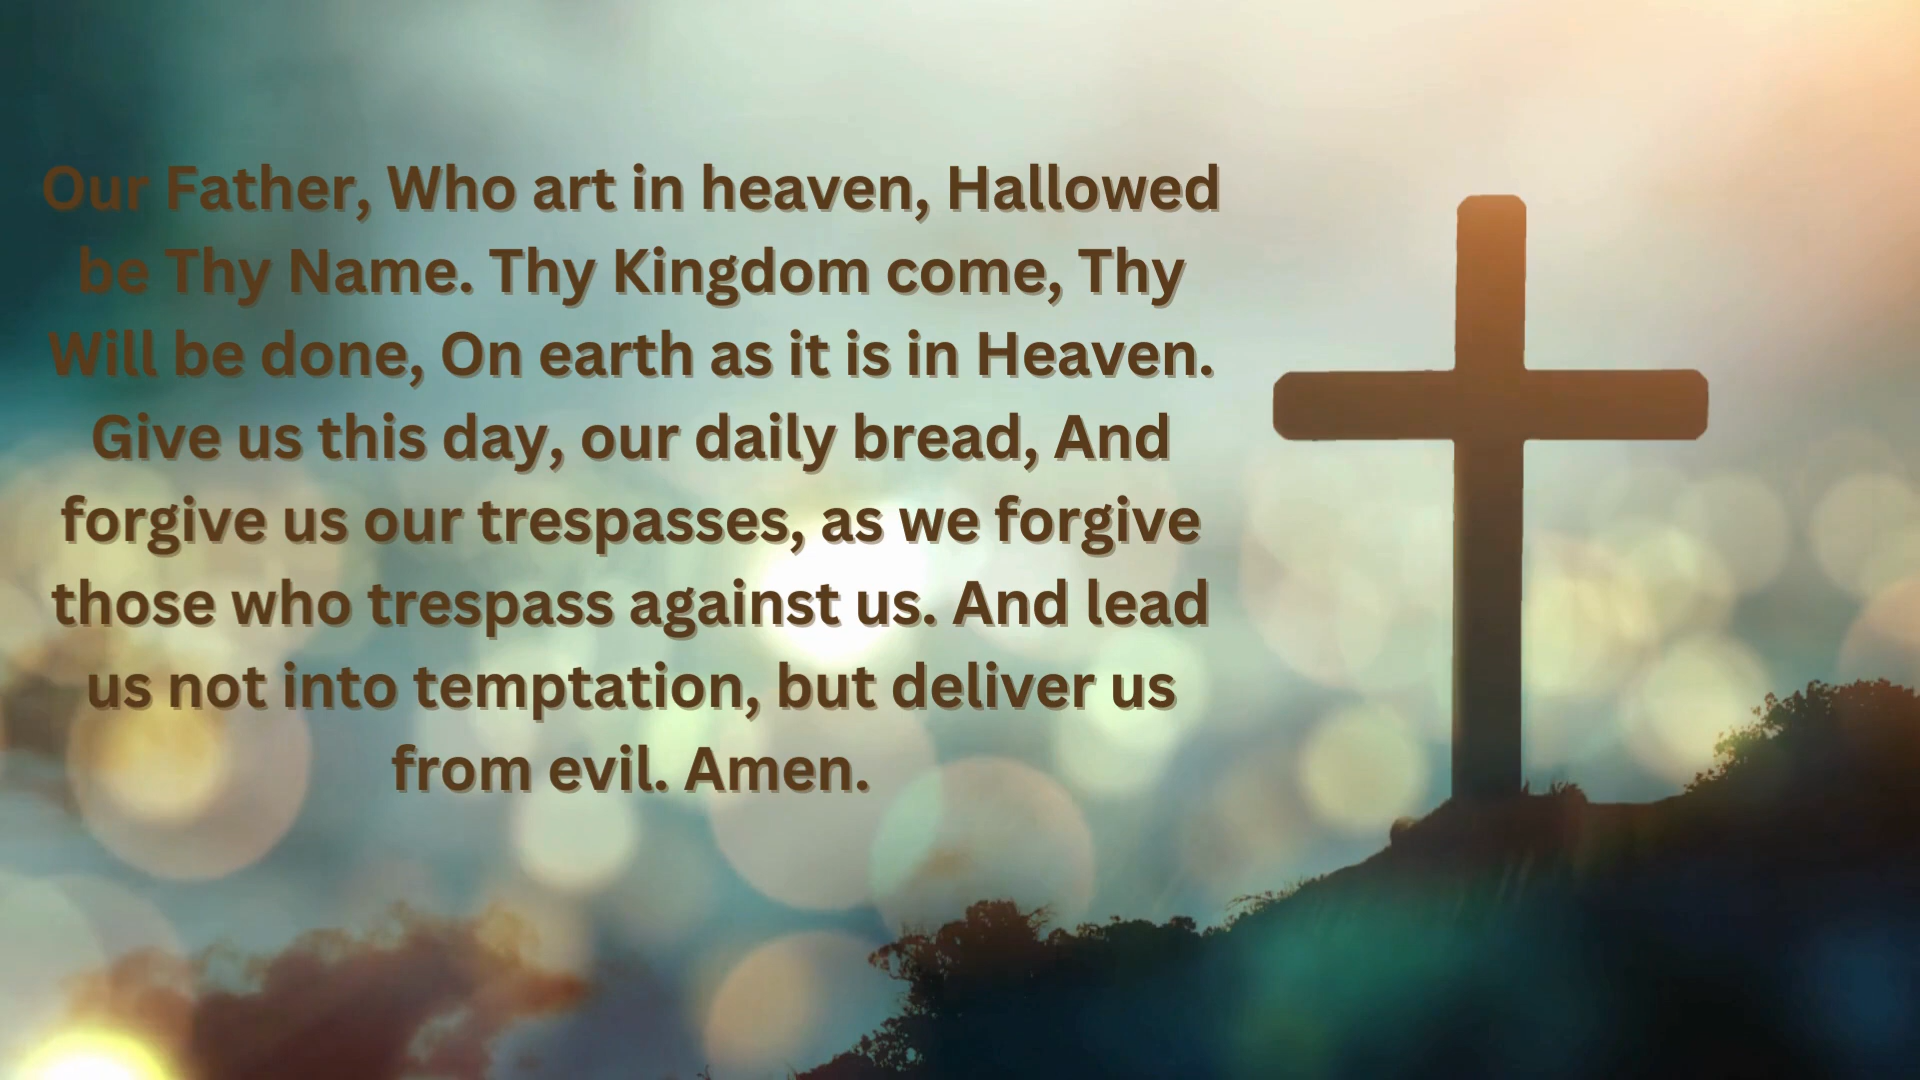 Our Father, Who art in heaven, Hallowed
be Thy Name. Thy Kingdom come, Thy
Will be done, On earth as it is in Heaven.
Give us this day, our daily bread, And
forgive us our trespasses, as we forgive
those who trespass against us. And lead
us not into temptation, but deliver us
from evil. Amen.